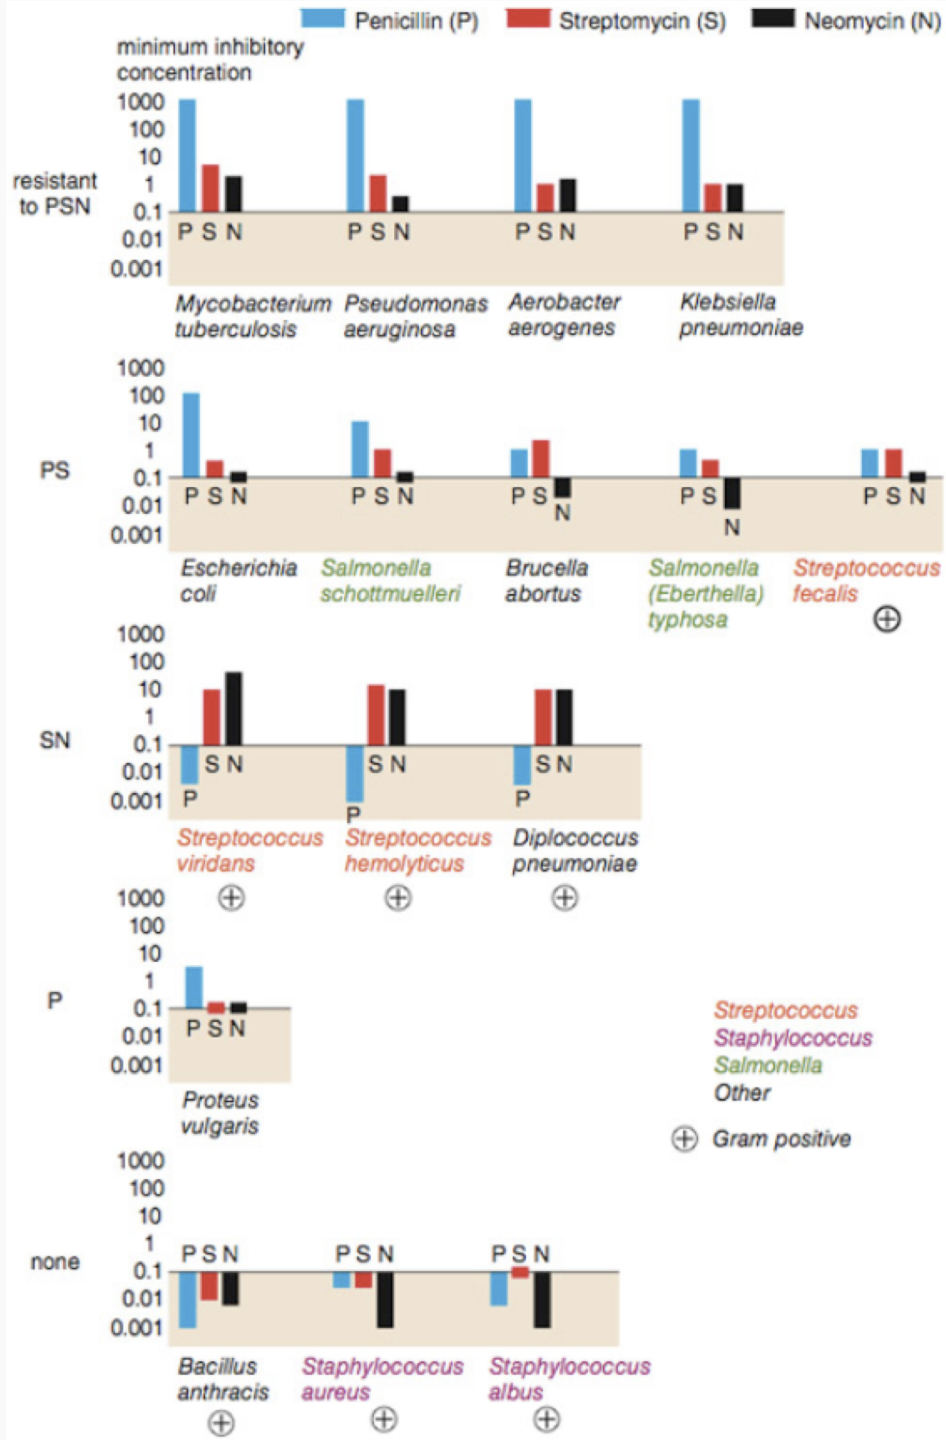 Penicillin (P) Streptomycin (S) Neomycin (N)
minimum inhibitory
concentration
1000
100
10
1
0.1
0.01
0.001
resistant
to PSN
P S N P S N P S N P S N
Mycobacterium Pseudomonas Aerobacter Klebsiella
tuberculosis aeruginosa aerogenes pneumoniae
1000
100
10
1
0.1
0.01
0.001
PS
P S N P S N P S N P S N P S N
Escherichia Salmonella Brucella Salmonella Streptococcus
coli schottmuelleri abortus (Eberthella) fecalis
typhosa
1000
100
10
1
0.1
0.01
0.001
SN
S N S N S N
P P P
Streptococcus Streptococcus Diplococcus
viridans hemolyticus pneumoniae
1000
100
10
1
0.1
0.01
0.001
P
P S N
Proteus
vulgaris
Streptococcus
Staphylococcus
Salmonella
Other
Gram positive
1000
100
10
1
0.1
0.01
0.001
none
P S N P S N P S N
Bacillus Staphylococcus Staphylococcus
anthracis aureus albus